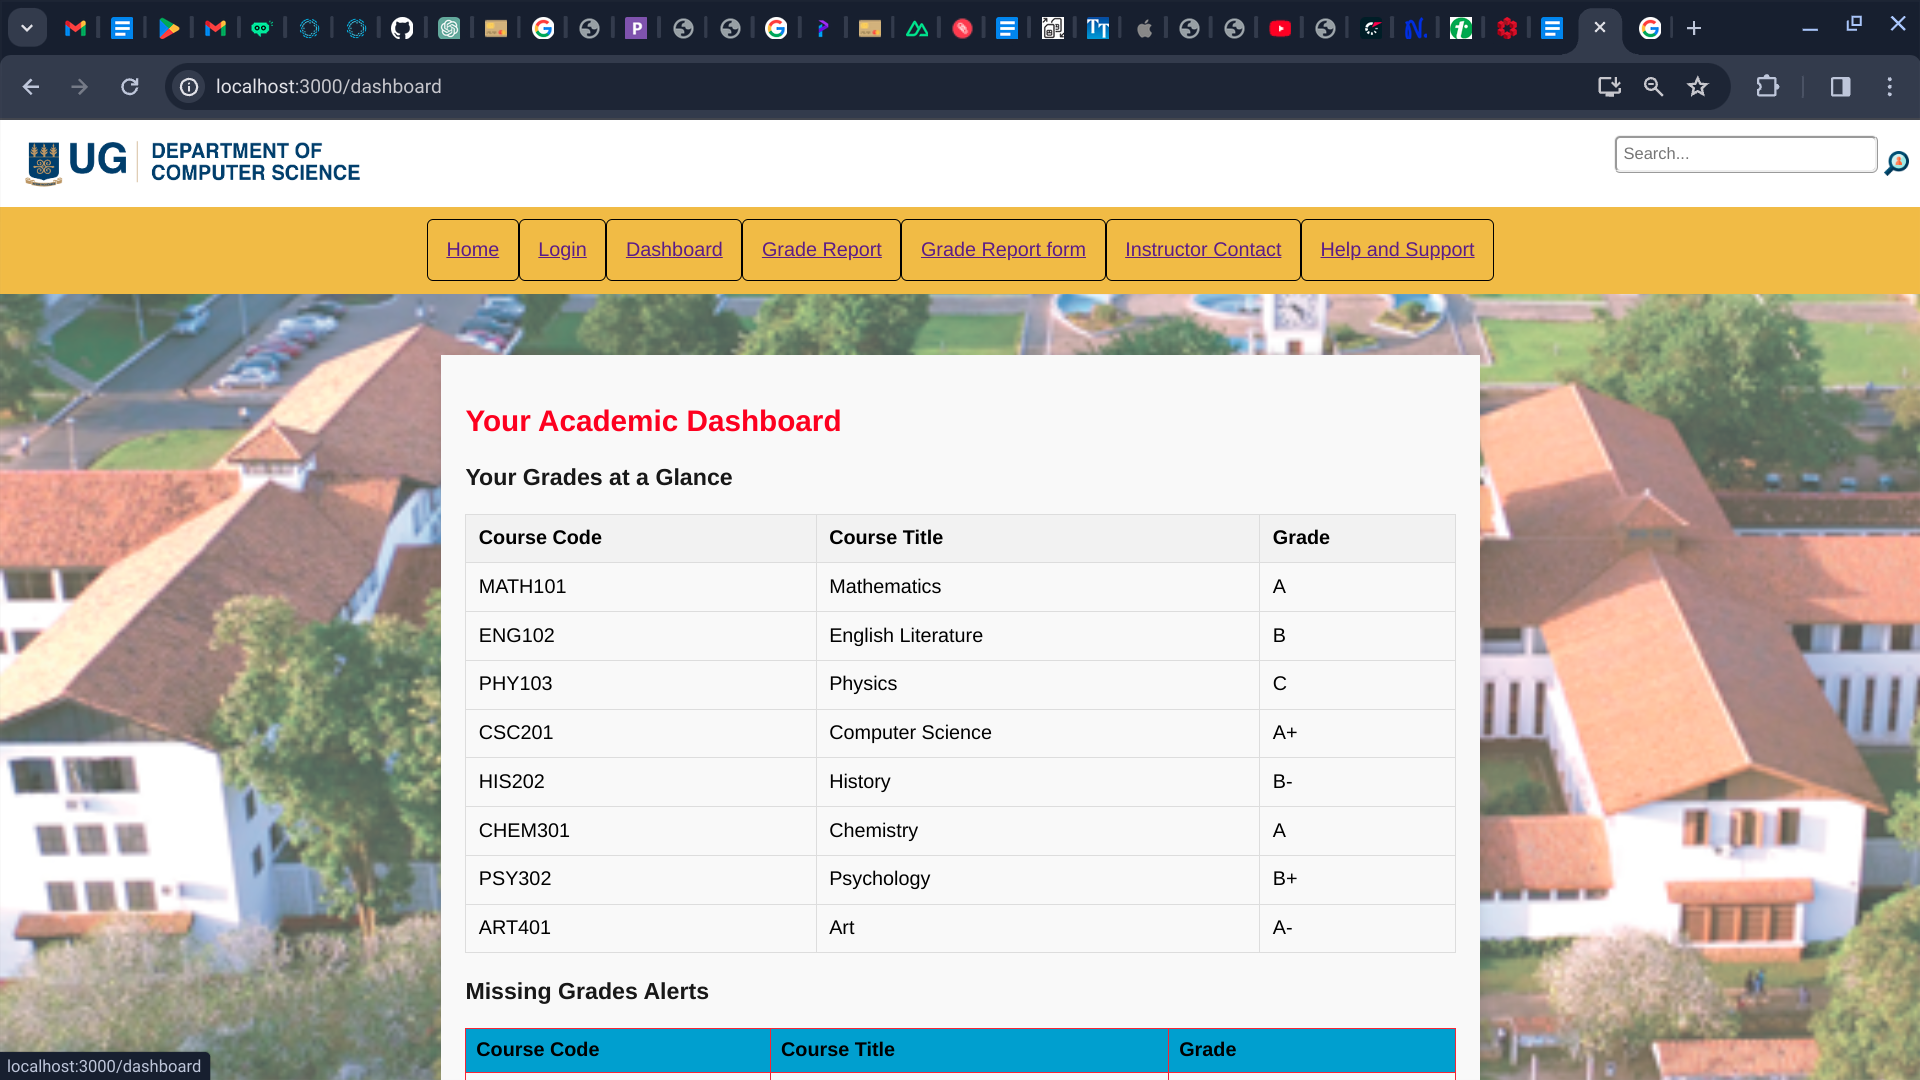 localhost:3000/dashboard
UG
DEPARTMENT OF
COMPUTER SCIENCE
Search...
Home Login Dashboard Grade Report Grade Report form Instructor Contact Help and Support
Your Academic Dashboard
Your Grades at a Glance
Course Code Course Title Grade
MATH101 Mathematics A
ENG102 English Literature B
PHY103 Physics C
CSC201 Computer Science A+
HIS202 History B-
CHEM301 Chemistry A
PSY302 Psychology B+
ART401 Art A-
Missing Grades Alerts
Course Code Course Title Grade
localhost:3000/dashboard